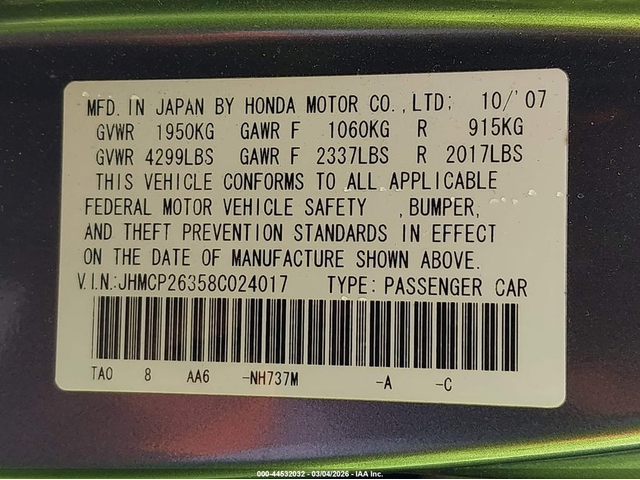 MFD. IN JAPAN BY HONDA MOTOR CO.,LTD; 10/'07
GVWR 1950KG GAWR F 1060KG R 915KG
GVWR 4299LBS GAWR F 2337LBS R 2017LBS
THIS VEHICLE CONFORMS TO ALL APPLICABLE
FEDERAL MOTOR VEHICLE SAFETY ,BUMPER,
AND THEFT PREVENTION STANDARDS IN EFFECT
ON THE DATE OF MANUFACTURE SHOWN ABOVE.
V.I.N.:JHMCP26358C024017 TYPE: PASSENGER CAR
TA0 8 AA6 -NH737M -A -C
000-44532032 - 03/04/2026 - IAA Inc.